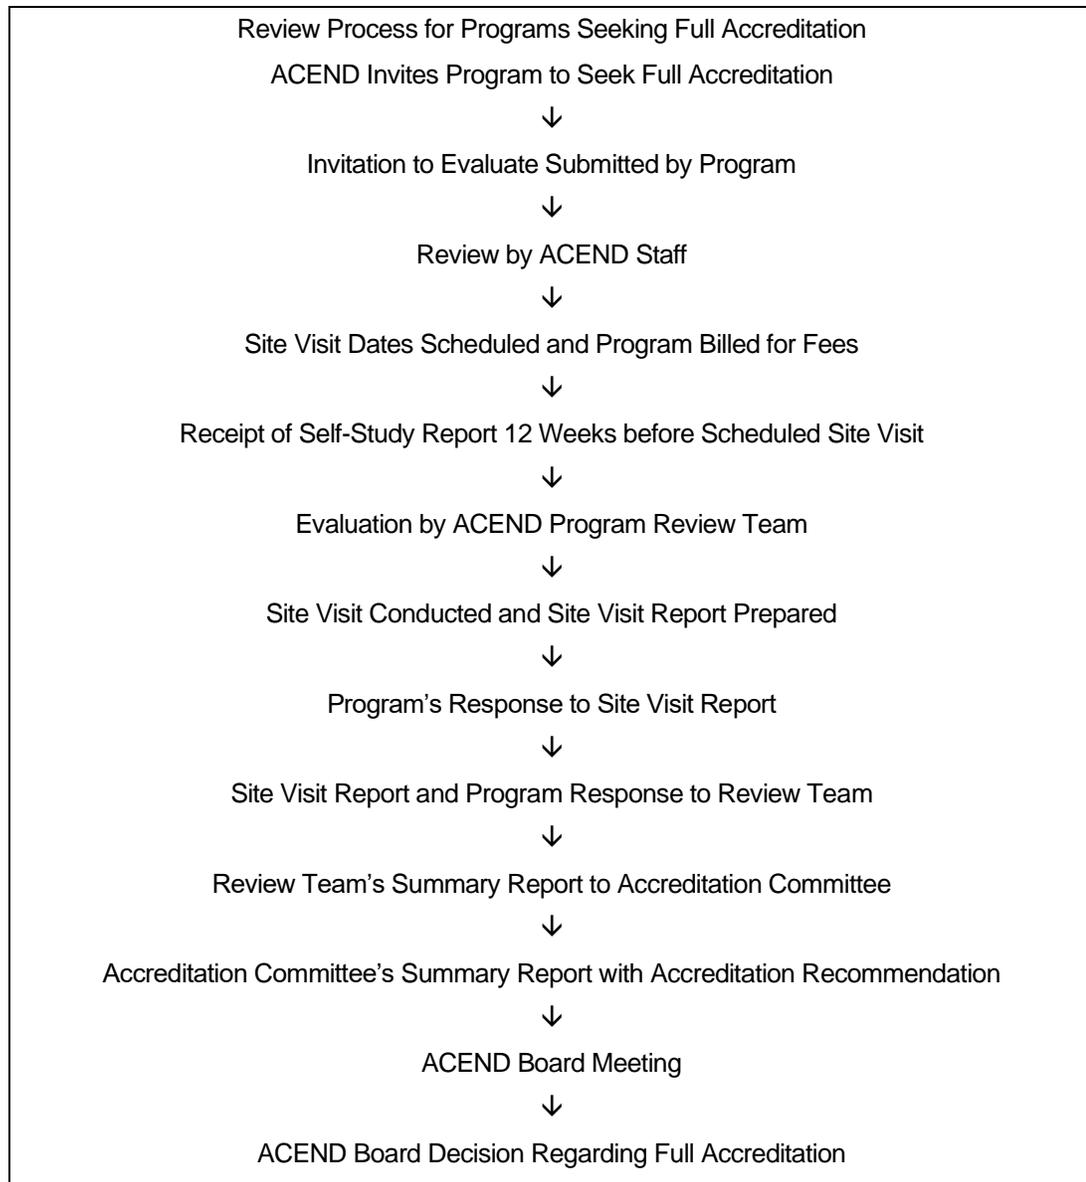 Review Process for Programs Seeking Full Accreditation
ACEND Invites Program to Seek Full Accreditation
↓
Invitation to Evaluate Submitted by Program
↓
Review by ACEND Staff
↓
Site Visit Dates Scheduled and Program Billed for Fees
↓
Receipt of Self-Study Report 12 Weeks before Scheduled Site Visit
↓
Evaluation by ACEND Program Review Team
↓
Site Visit Conducted and Site Visit Report Prepared
↓
Program’s Response to Site Visit Report
↓
Site Visit Report and Program Response to Review Team
↓
Review Team’s Summary Report to Accreditation Committee
↓
Accreditation Committee’s Summary Report with Accreditation Recommendation
↓
ACEND Board Meeting
↓
ACEND Board Decision Regarding Full Accreditation